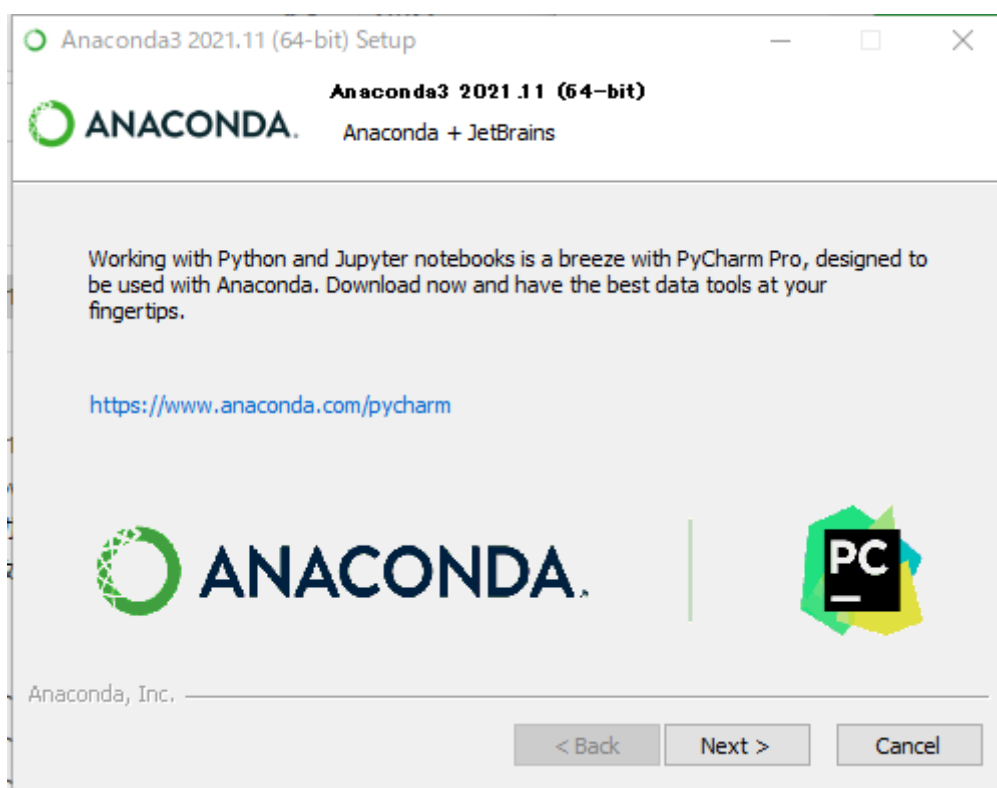 Anaconda3 2021.11 (64-bit) Setup
Anaconda3 2021.11 (64-bit)
ANACONDA.
Anaconda + JetBrains
Working with Python and Jupyter notebooks is a breeze with PyCharm Pro, designed to
be used with Anaconda. Download now and have the best data tools at your
fingertips.
https://www.anaconda.com/pycharm
ANACONDA.
PC
Anaconda, Inc.
< Back
Next >
Cancel